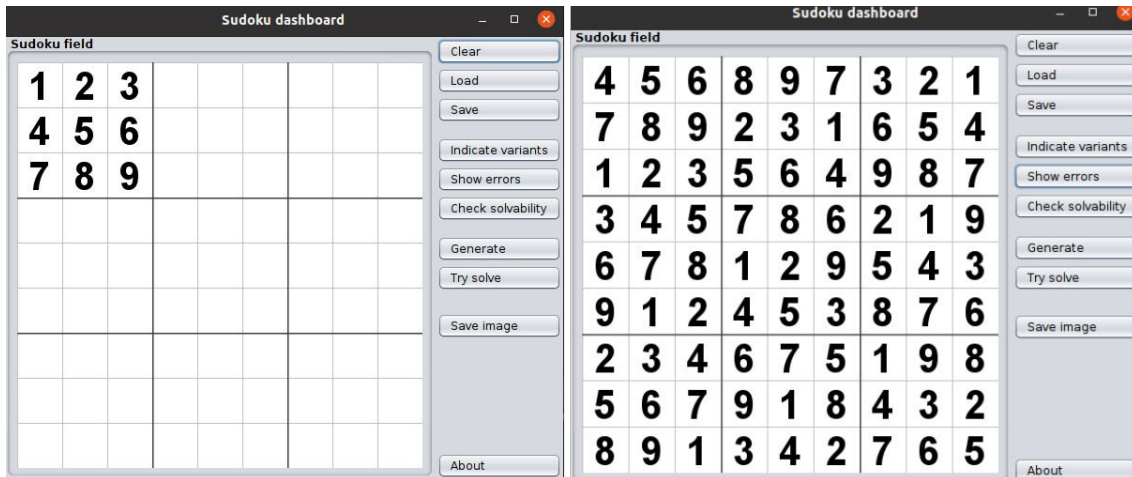 Sudoku dashboard
Sudoku field
Clear
Load
Save
Indicate variants
Show errors
Check solvability
Generate
Try solve
Save image
About
1 2 3
4 5 6
7 8 9
Sudoku dashboard
Sudoku field
Clear
Load
Save
Indicate variants
Show errors
Check solvability
Generate
Try solve
Save image
About
4 5 6 8 9 7 3 2 1
7 8 9 2 3 1 6 5 4
1 2 3 5 6 4 9 8 7
3 4 5 7 8 6 2 1 9
6 7 8 1 2 9 5 4 3
9 1 2 4 5 3 8 7 6
2 3 4 6 7 5 1 9 8
5 6 7 9 1 8 4 3 2
8 9 1 3 4 2 7 6 5